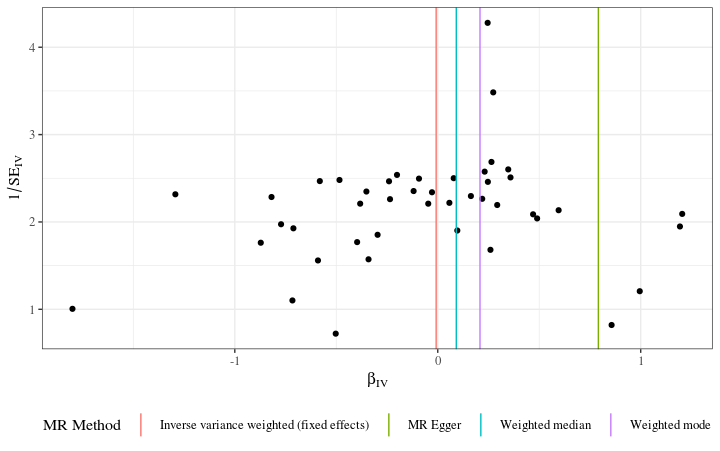 4
3
2
1
1/SE_IV
-1 0 1
β_IV
MR Method Inverse variance weighted (fixed effects) MR Egger Weighted median Weighted mode